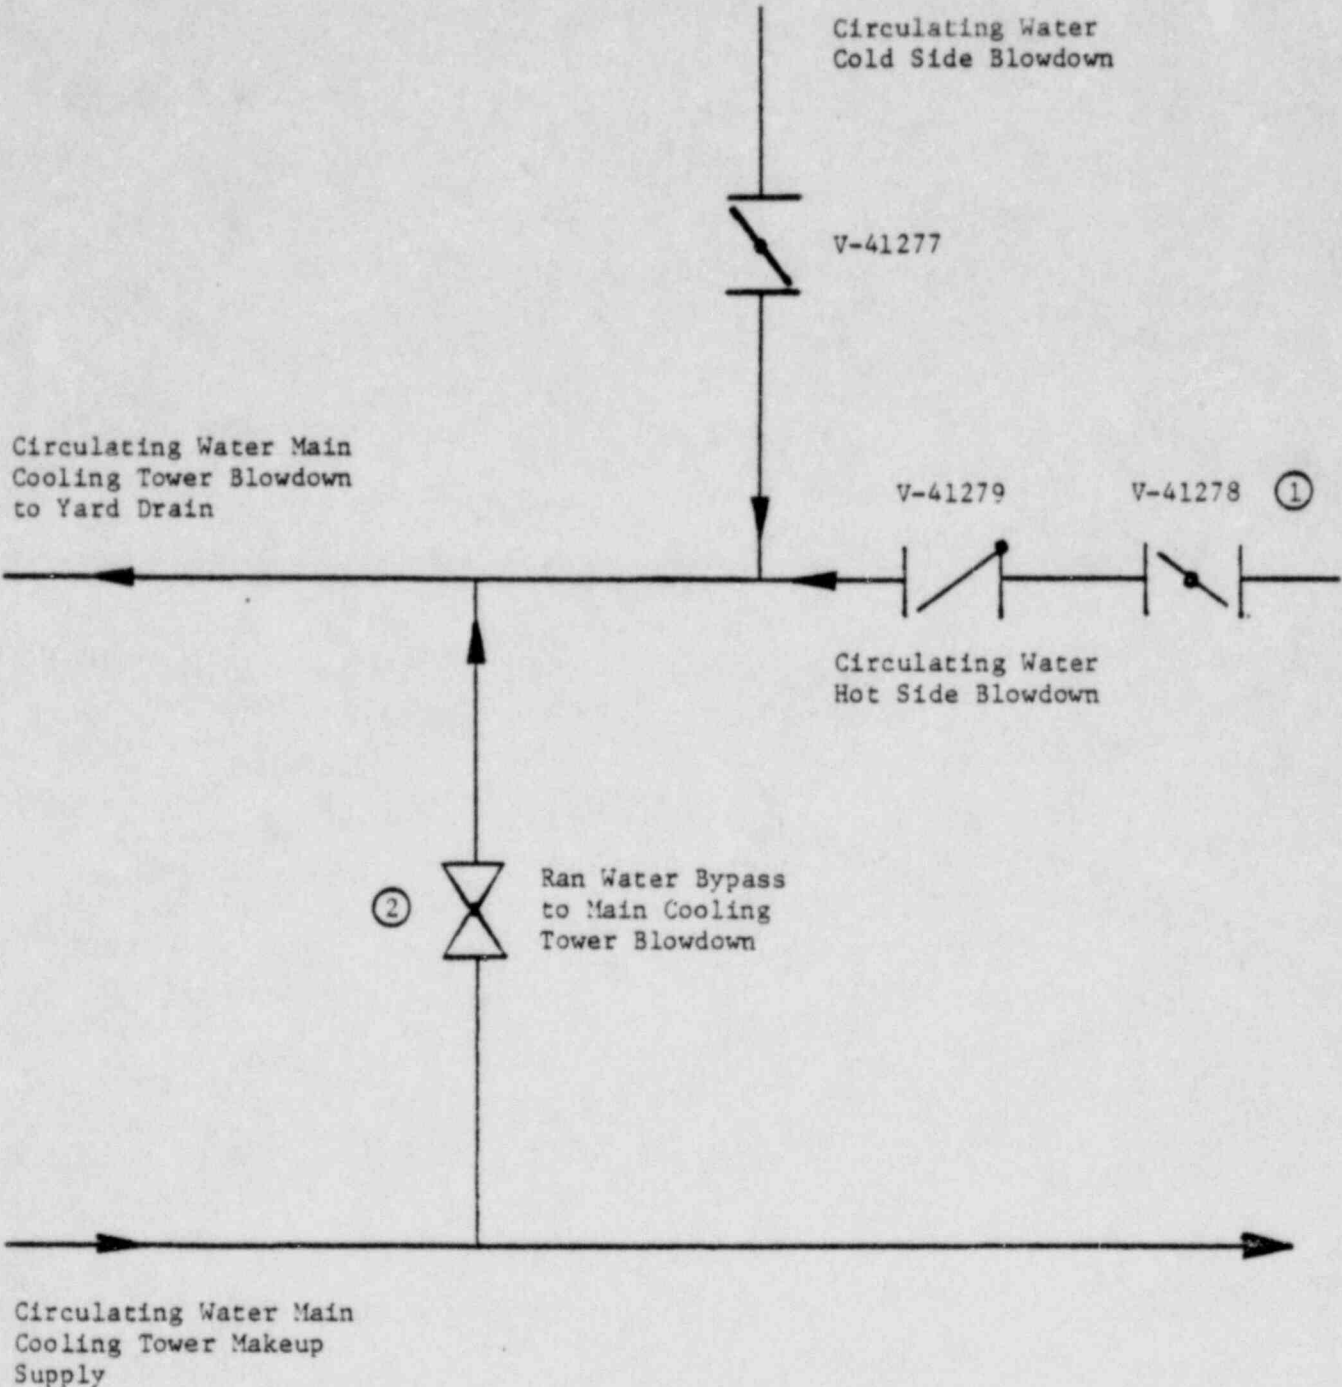 Circulating Water
Cold Side Blowdown
V-41277
Circulating Water Main
Cooling Tower Blowdown
to Yard Drain
V-41279
V-41278
1
Circulating Water
Hot Side Blowdown
2
Ran Water Bypass
to Main Cooling
Tower Blowdown
Circulating Water Main
Cooling Tower Makeup
Supply